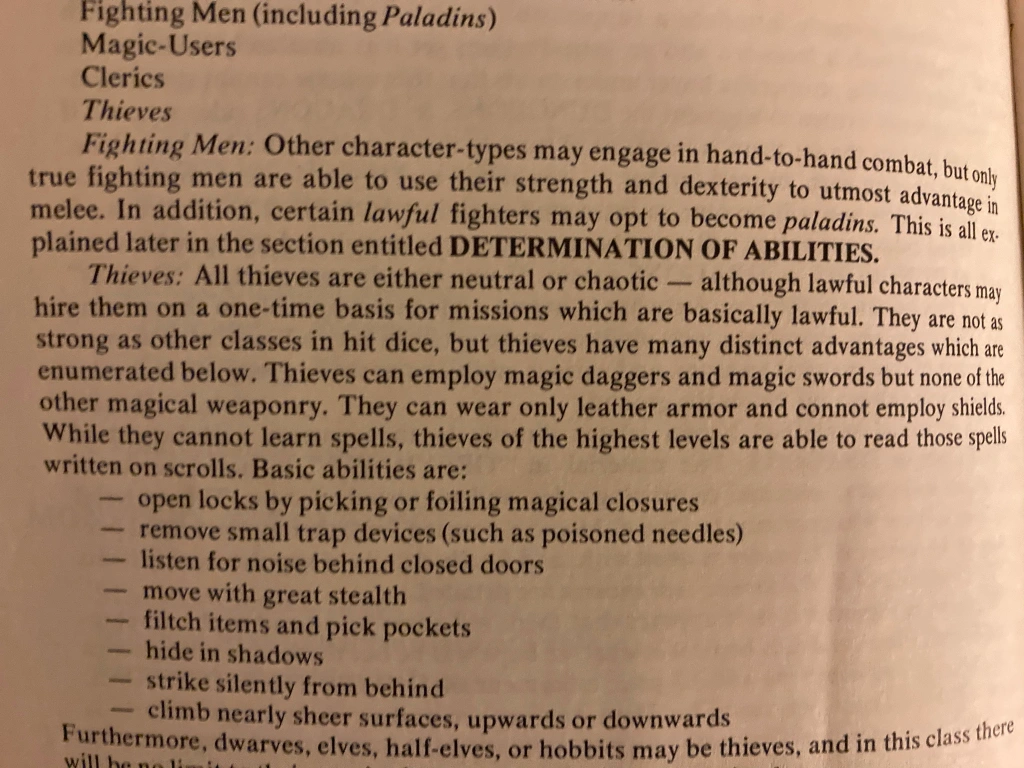 Fighting Men (including Paladins)
Magic-Users
Clerics
Thieves
Fighting Men: Other character-types may engage in hand-to-hand combat, but only
true fighting men are able to use their strength and dexterity to utmost advantage in
melee. In addition, certain lawful fighters may opt to become paladins. This is all ex-
plained later in the section entitled DETERMINATION OF ABILITIES.
Thieves: All thieves are either neutral or chaotic — although lawful characters may
hire them on a one-time basis for missions which are basically lawful. They are not as
strong as other classes in hit dice, but thieves have many distinct advantages which are
enumerated below. Thieves can employ magic daggers and magic swords but none of the
other magical weaponry. They can wear only leather armor and connot employ shields.
While they cannot learn spells, thieves of the highest levels are able to read those spells
written on scrolls. Basic abilities are:
— open locks by picking or foiling magical closures
— remove small trap devices (such as poisoned needles)
— listen for noise behind closed doors
— move with great stealth
— filtch items and pick pockets
— hide in shadows
— strike silently from behind
— climb nearly sheer surfaces, upwards or downwards
Furthermore, dwarves, elves, half-elves, or hobbits may be thieves, and in this class there
will be no limit to their